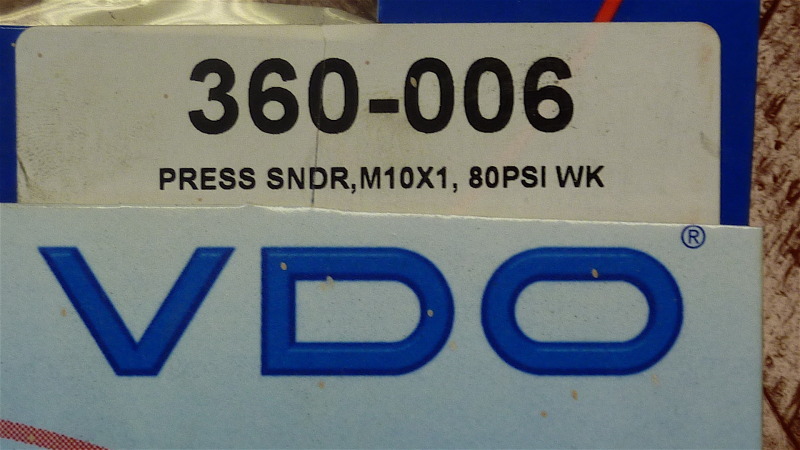 360-006
PRESS SNDR,M10X1, 80PSI WK
VDO®